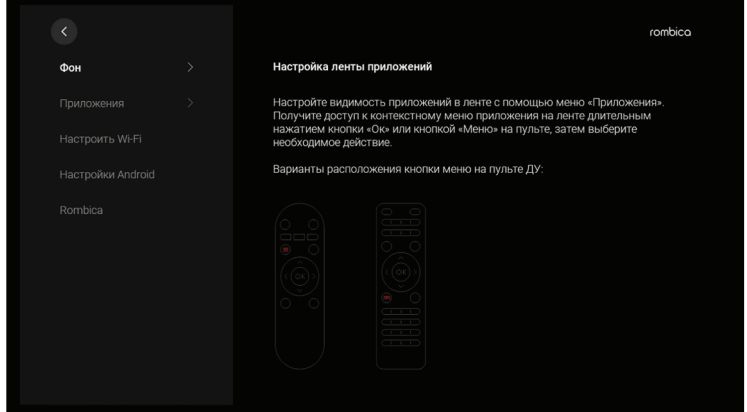 rombica
Фон
Приложения
Настроить Wi-Fi
Настройки Android
Rombica
Настройка ленты приложений
Настройте видимость приложений в ленте с помощью меню «Приложения».
Получите доступ к контекстному меню приложения на ленте длительным
нажатием кнопки «Ок» или кнопкой «Меню» на пульте, затем выберите
необходимое действие.
Варианты расположения кнопки меню на пульте ДУ:
OK
OK